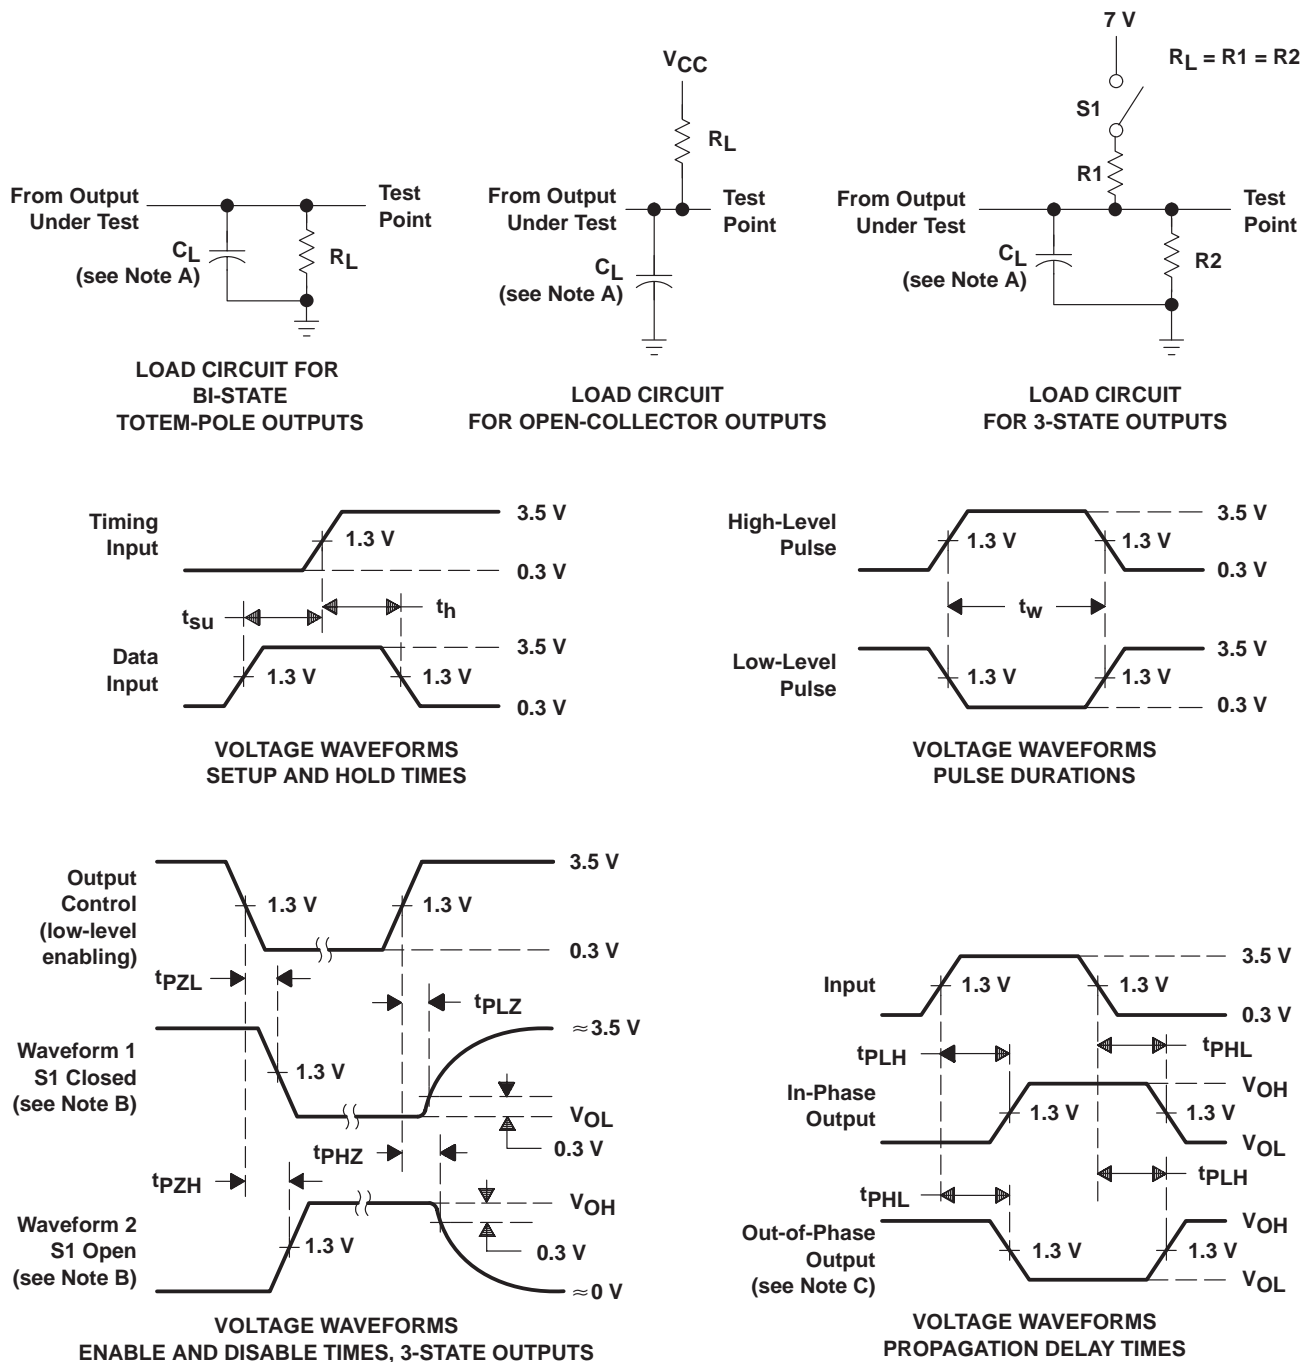 7 V
RL = R1 = R2
S1
R1
From Output
Under Test
Test
Point
CL
(see Note A)
R2
LOAD CIRCUIT
FOR 3-STATE OUTPUTS
VCC
RL
From Output
Under Test
Test
Point
CL
(see Note A)
LOAD CIRCUIT
FOR OPEN-COLLECTOR OUTPUTS
From Output
Under Test
Test
Point
CL
(see Note A)
RL
LOAD CIRCUIT FOR
BI-STATE
TOTEM-POLE OUTPUTS
Timing
Input
1.3 V
3.5 V
0.3 V
tsu
th
Data
Input
1.3 V
1.3 V
3.5 V
0.3 V
VOLTAGE WAVEFORMS
SETUP AND HOLD TIMES
High-Level
Pulse
1.3 V
1.3 V
3.5 V
0.3 V
tw
Low-Level
Pulse
1.3 V
1.3 V
3.5 V
0.3 V
VOLTAGE WAVEFORMS
PULSE DURATIONS
Output
Control
(low-level
enabling)
1.3 V
1.3 V
3.5 V
0.3 V
tPZL
tPLZ
Waveform 1
S1 Closed
(see Note B)
1.3 V
≈3.5 V
VOL
0.3 V
tPHZ
tPZH
Waveform 2
S1 Open
(see Note B)
1.3 V
VOH
0.3 V
≈0 V
VOLTAGE WAVEFORMS
ENABLE AND DISABLE TIMES, 3-STATE OUTPUTS
Input
1.3 V
1.3 V
3.5 V
0.3 V
tPLH
tPHL
In-Phase
Output
1.3 V
1.3 V
VOH
VOL
tPHL
tPLH
Out-of-Phase
Output
(see Note C)
1.3 V
1.3 V
VOH
VOL
VOLTAGE WAVEFORMS
PROPAGATION DELAY TIMES